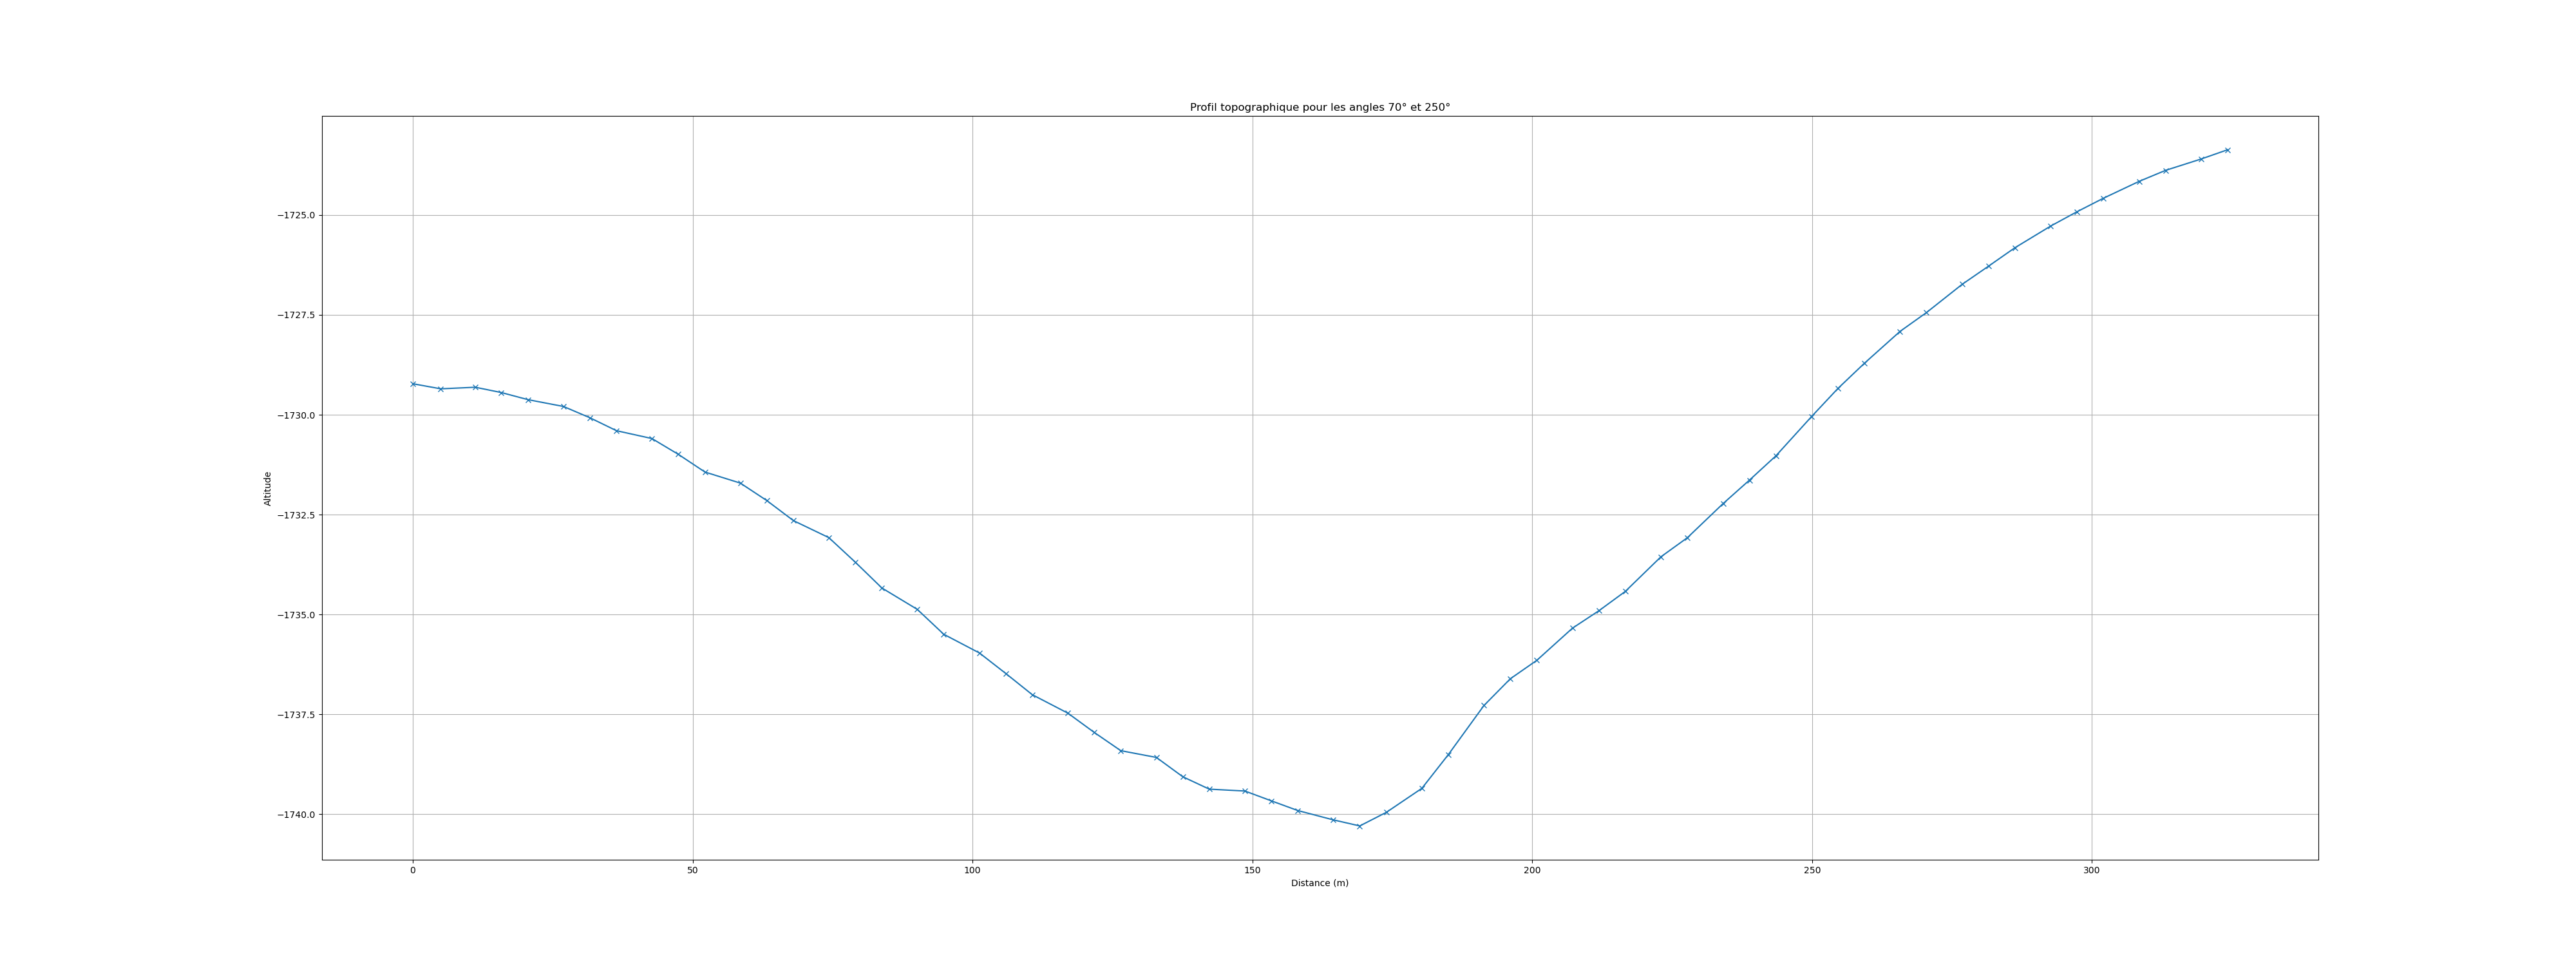 Profil topographique pour les angles 70° et 250°
−1725.0
−1727.5
−1730.0
−1732.5
−1735.0
−1737.5
−1740.0
Altitude
0 50 100 150 200 250 300
Distance (m)